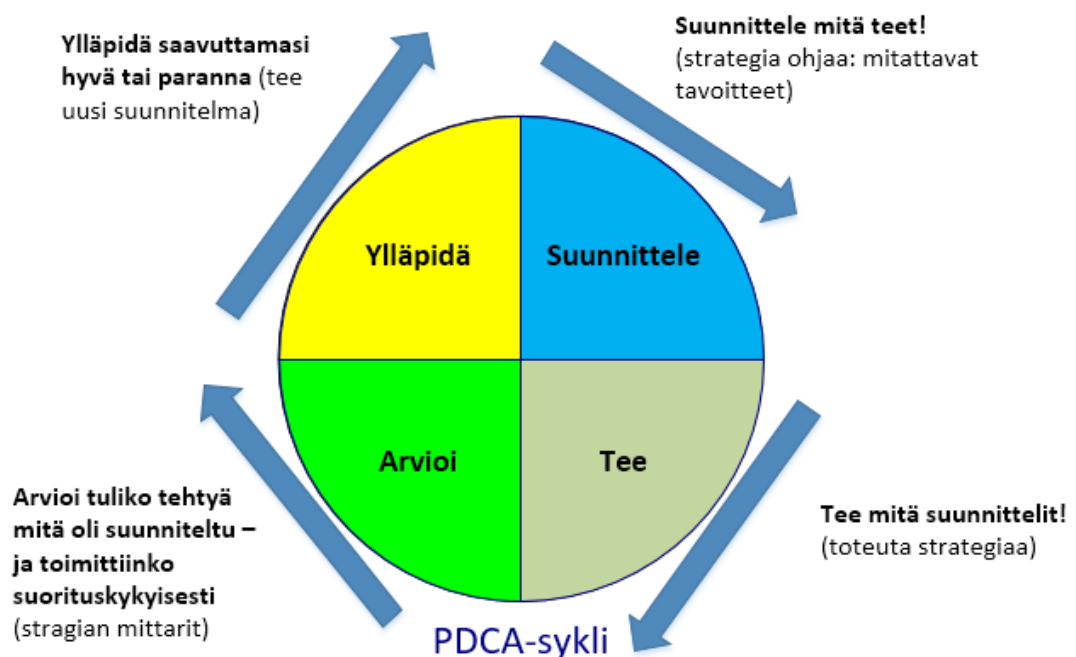 Ylläpidä saavuttamasi
hyvä tai paranna (tee
uusi suunnitelma)
Suunnittele mitä teet!
(strategia ohjaa: mitattavat
tavoitteet)
Ylläpidä
Suunnittele
Arvioi
Tee
Arvioi tuliko tehtyä
mitä oli suunniteltu –
ja toimittiinko
suorituskykyisesti
(stragian mittarit)
Tee mitä suunnittelit!
(toteuta strategiaa)
PDCA-sykli